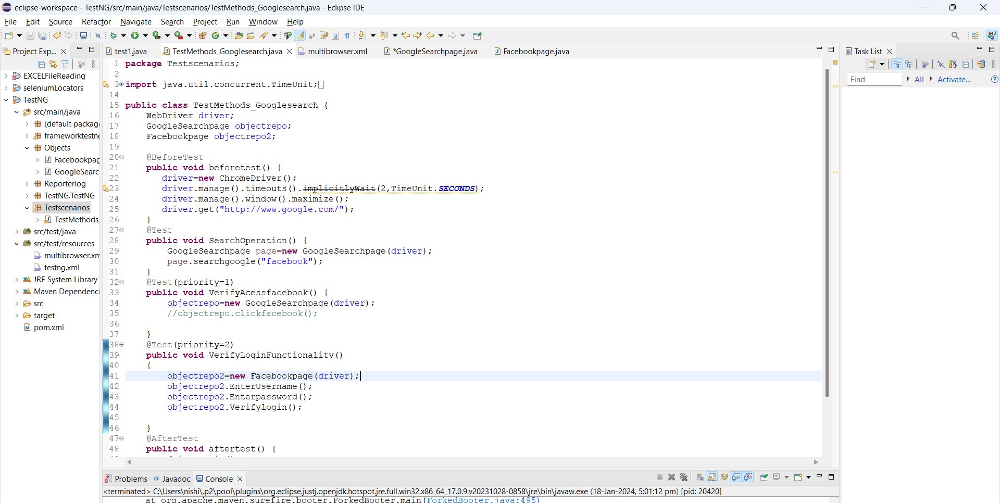 eclipse-workspace - TestNG/src/main/java/Testscenarios/TestMethods_Googlesearch.java - Eclipse IDE
File Edit Source Refactor Navigate Search Project Run Window Help
Project Exp...
EXCELFileReading
seleniumLocators
TestNG
src/main/java
(default packag
frameworktestn
Objects
Facebookpag
GoogleSearc
Reporterlog
TestNG.TestNG
Testscenarios
TestMethods_
src/test/java
src/test/resources
multibrowser.xm
testng.xml
JRE System Library
Maven Dependenci
src
target
pom.xml
test1.java TestMethods_Googlesearch.java multibrowser.xml *GoogleSearchpage.java Facebookpage.java
1 package Testscenarios;
2
3 import java.util.concurrent.TimeUnit;
14
15 public class TestMethods_Googlesearch {
16 WebDriver driver;
17 GoogleSearchpage objectrepo;
18 Facebookpage objectrepo2;
19
20 @BeforeTest
21 public void beforetest() {
22 driver=new ChromeDriver();
23 driver.manage().timeouts().implicitlyWait(2,TimeUnit.SECONDS);
24 driver.manage().window().maximize();
25 driver.get("http://www.google.com/");
26 }
27 @Test
28 public void SearchOperation() {
29 GoogleSearchpage page=new GoogleSearchpage(driver);
30 page.searchgoogle("facebook");
31 }
32 @Test(priority=1)
33 public void VerifyAcessfacebook() {
34 objectrepo=new GoogleSearchpage(driver);
35 //objectrepo.clickfacebook();
36
37 }
38 @Test(priority=2)
39 public void VerifyLoginFunctionality()
40 {
41 objectrepo2=new Facebookpage(driver);
42 objectrepo2.EnterUsername();
43 objectrepo2.Enterpassword();
44 objectrepo2.Verifylogin();
45
46 }
47 @AfterTest
48 public void aftertest() {
Task List
Find All Activate...
Problems Javadoc Console
<terminated> C:\Users\nishi\.p2\pool\plugins\org.eclipse.justj.openjdk.hotspot.jre.full.win32.x86_64_17.0.9.v20231028-0858\jre\bin\javaw.exe (18-Jan-2024, 5:01:12 pm) [pid: 20420]
at org.apache.maven.surefire.booter.ForkedBooter.main(ForkedBooter.java:495)